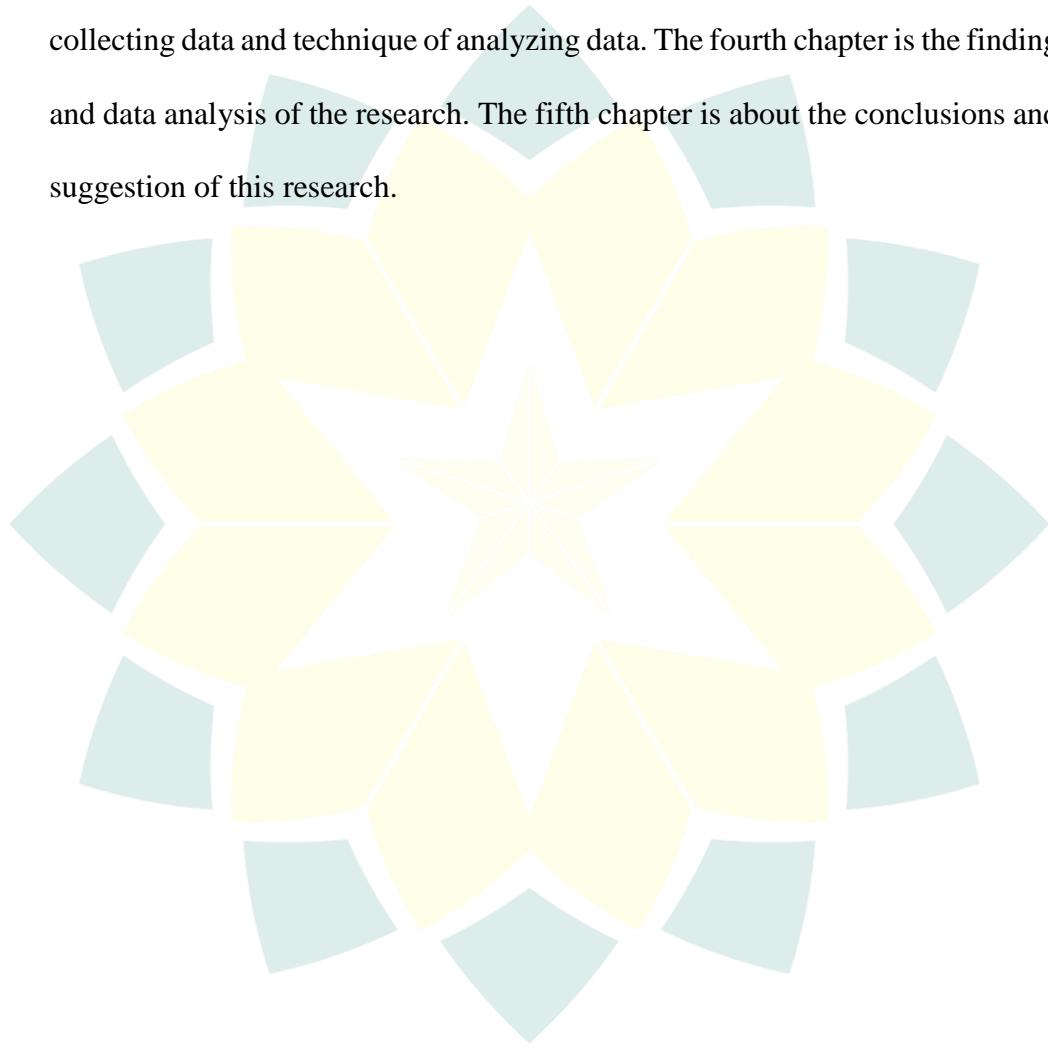 collecting data and technique of analyzing data. The fourth chapter is the finding
and data analysis of the research. The fifth chapter is about the conclusions and
suggestion of this research.